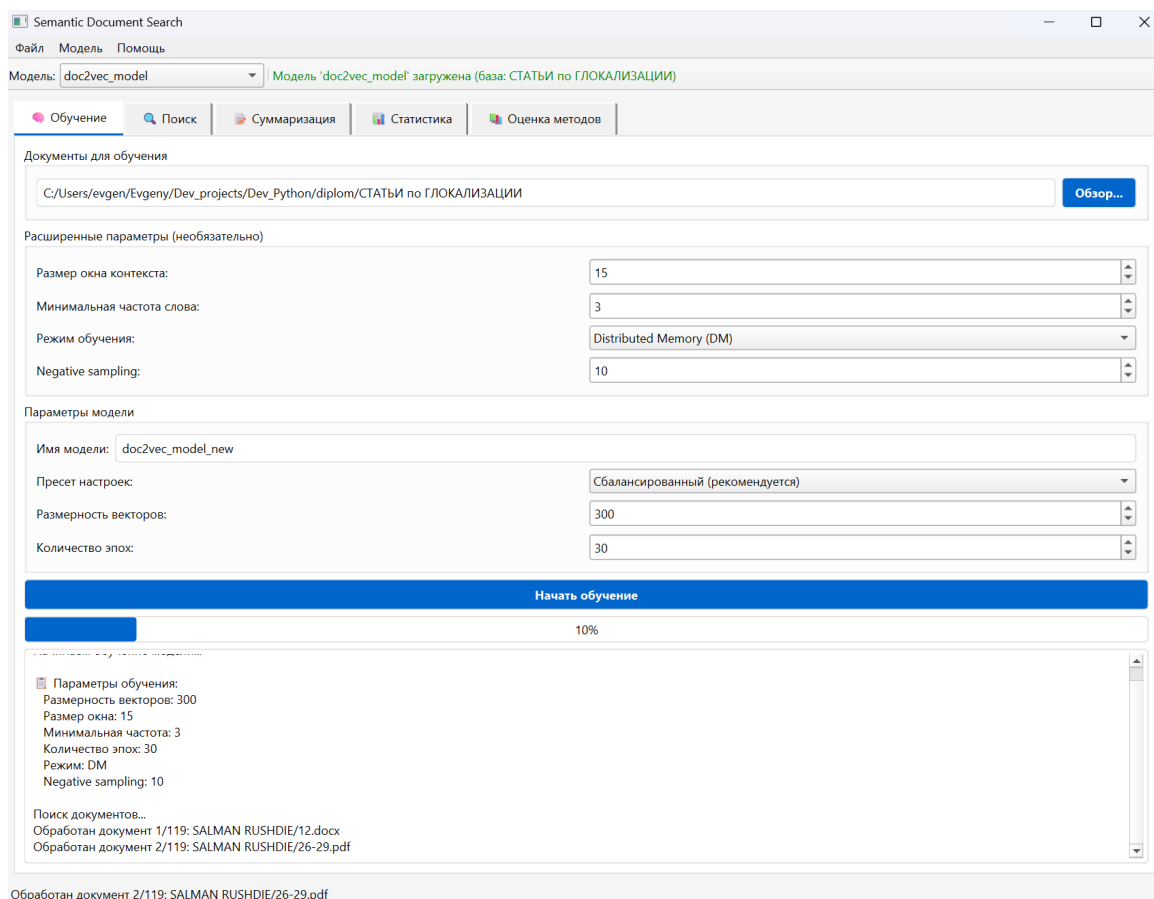 Semantic Document Search
Файл Модель Помощь
Модель: doc2vec_model Модель 'doc2vec_model' загружена (база: СТАТЬИ по ГЛОКАЛИЗАЦИИ)
Обучение Поиск Суммаризация Статистика Оценка методов
Документы для обучения
C:/Users/evgen/Evgeny/Dev_projects/Dev_Python/diplom/СТАТЬИ по ГЛОКАЛИЗАЦИИ Обзор...
Расширенные параметры (необязательно)
Размер окна контекста: 15
Минимальная частота слова: 3
Режим обучения: Distributed Memory (DM)
Negative sampling: 10
Параметры модели
Имя модели: doc2vec_model_new
Пресет настроек: Сбалансированный (рекомендуется)
Размерность векторов: 300
Количество эпох: 30
Начать обучение
10%
Параметры обучения:
Размерность векторов: 300
Размер окна: 15
Минимальная частота: 3
Количество эпох: 30
Режим: DM
Negative sampling: 10
Поиск документов...
Обработан документ 1/119: SALMAN RUSHDIE/12.docx
Обработан документ 2/119: SALMAN RUSHDIE/26-29.pdf
Обработан документ 2/119: SALMAN RUSHDIE/26-29.pdf